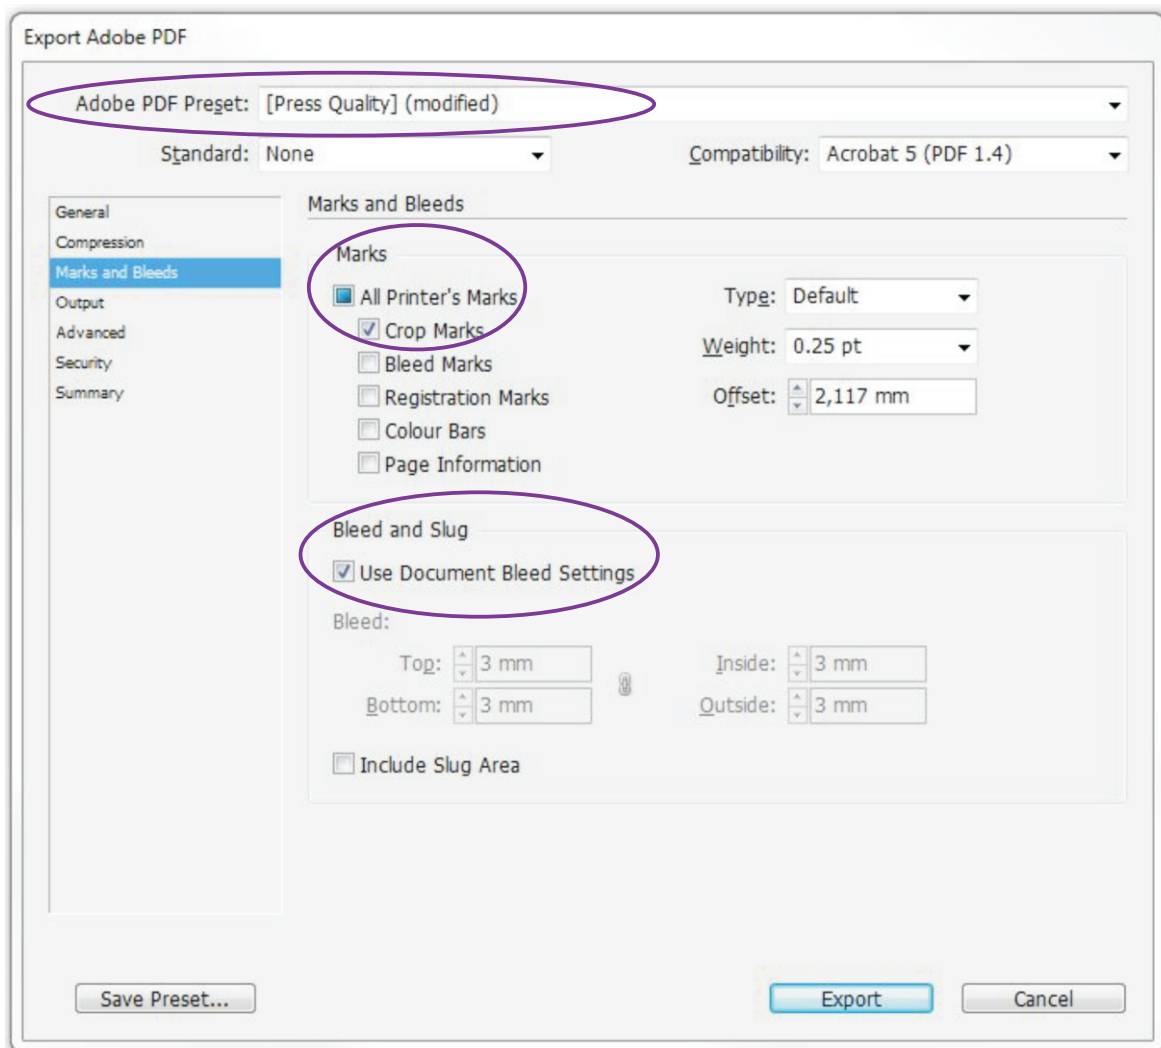 Export Adobe PDF
Adobe PDF Preset: [Press Quality] (modified)
Standard: None Compatibility: Acrobat 5 (PDF 1.4)
General
Compression
Marks and Bleeds
Output
Advanced
Security
Summary
Marks and Bleeds
Marks
All Printer's Marks
Crop Marks
Bleed Marks
Registration Marks
Colour Bars
Page Information
Type: Default
Weight: 0.25 pt
Offset: 2,117 mm
Bleed and Slug
Use Document Bleed Settings
Bleed:
Top: 3 mm Inside: 3 mm
Bottom: 3 mm Outside: 3 mm
Include Slug Area
Save Preset... Export Cancel